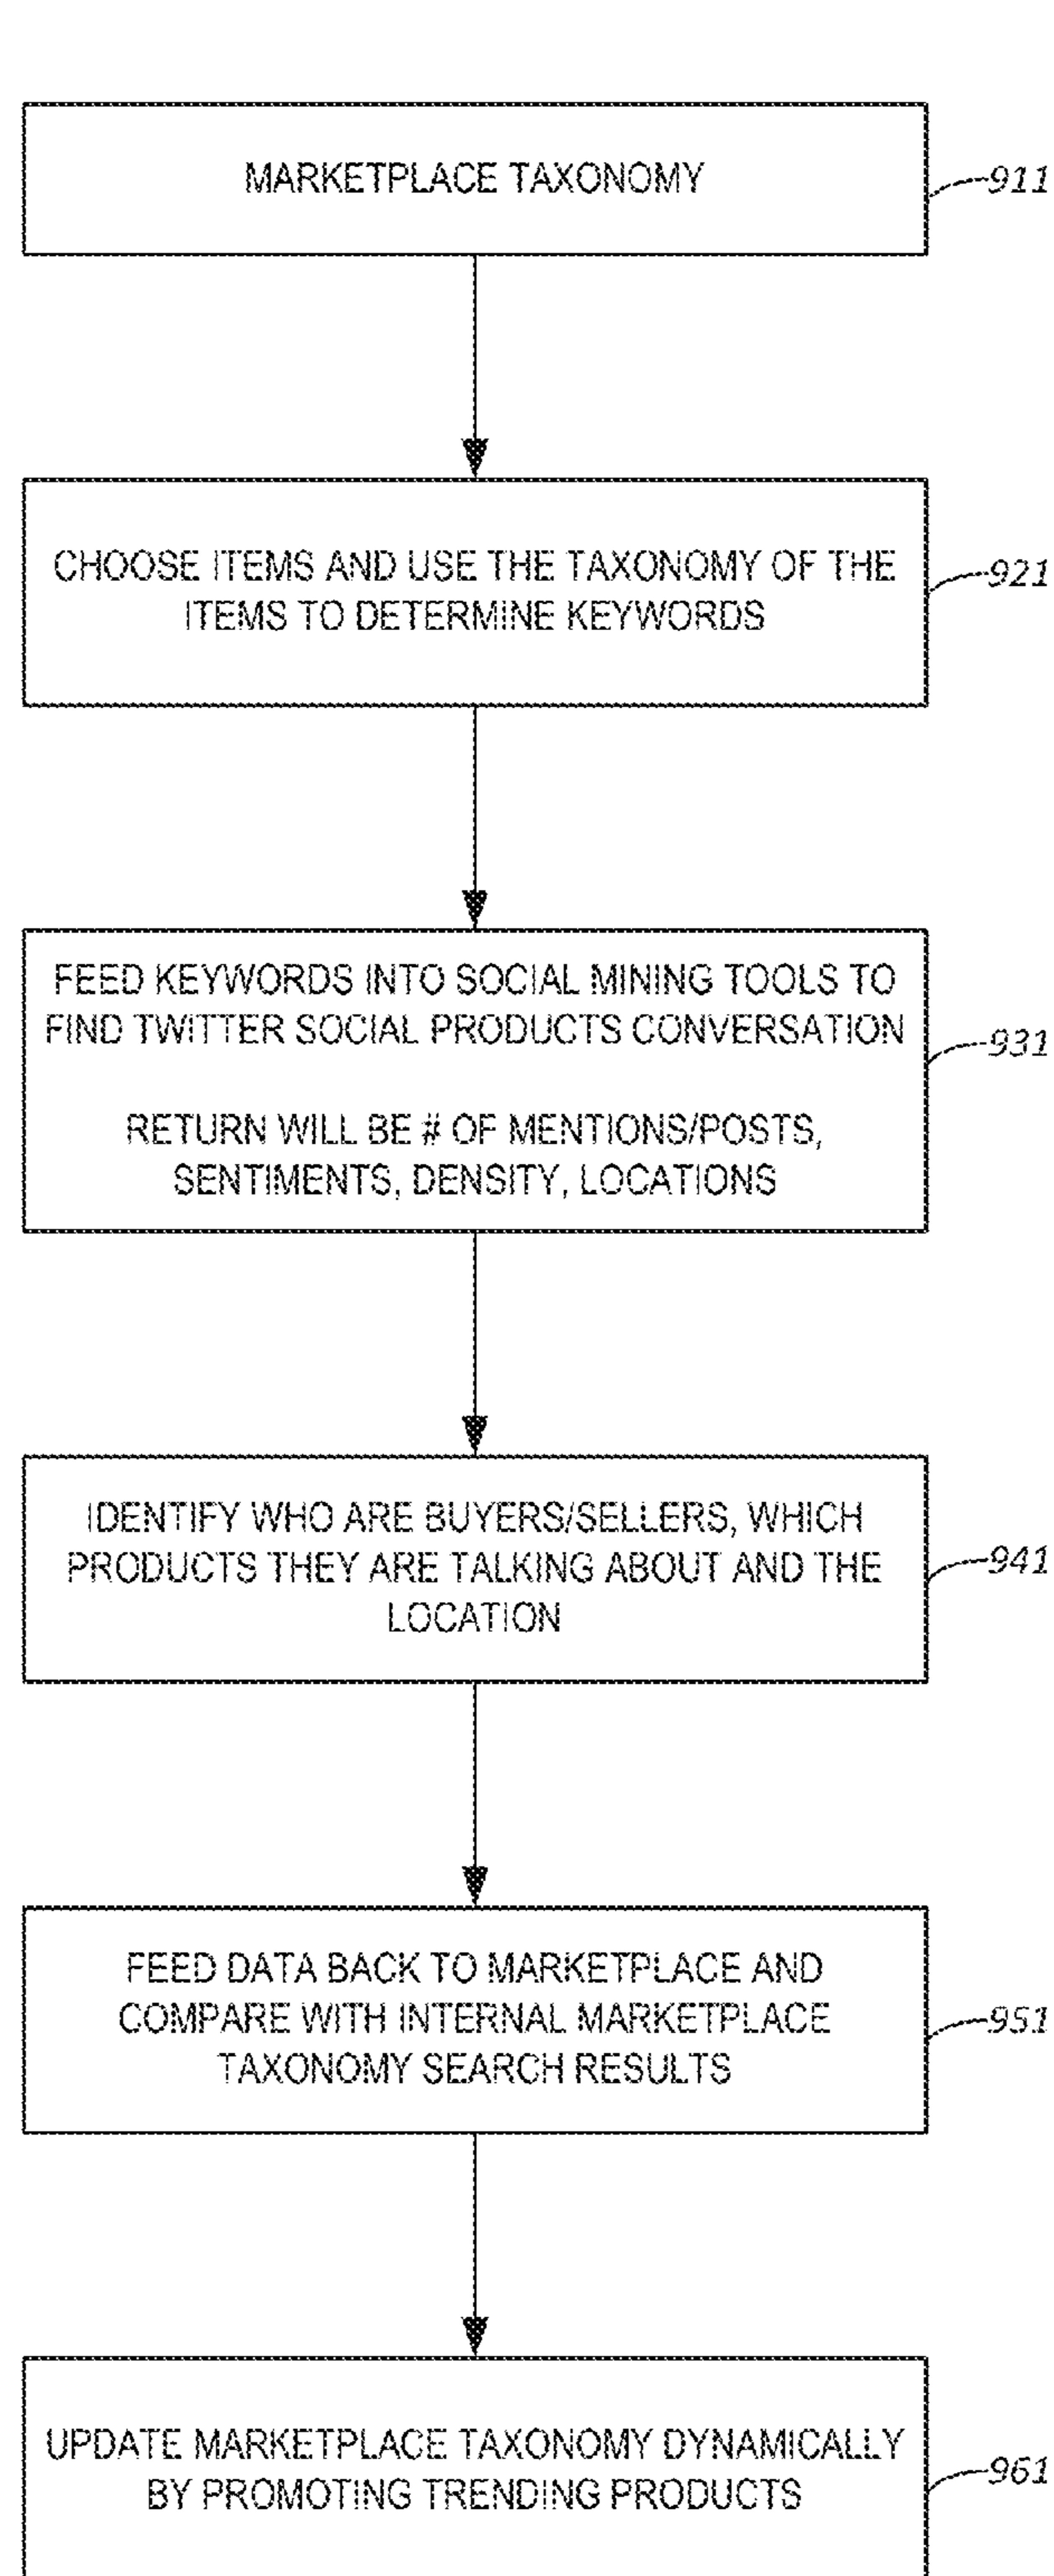 MARKETPLACE TAXONOMY
911
CHOOSE ITEMS AND USE THE TAXONOMY OF THE
ITEMS TO DETERMINE KEYWORDS
921
FEED KEYWORDS INTO SOCIAL MINING TOOLS TO
FIND TWITTER SOCIAL PRODUCTS CONVERSATION
RETURN WILL BE # OF MENTIONS/POSTS,
SENTIMENTS, DENSITY, LOCATIONS
931
IDENTIFY WHO ARE BUYERS/SELLERS, WHICH
PRODUCTS THEY ARE TALKING ABOUT AND THE
LOCATION
941
FEED DATA BACK TO MARKETPLACE AND
COMPARE WITH INTERNAL MARKETPLACE
TAXONOMY SEARCH RESULTS
951
UPDATE MARKETPLACE TAXONOMY DYNAMICALLY
BY PROMOTING TRENDING PRODUCTS
961